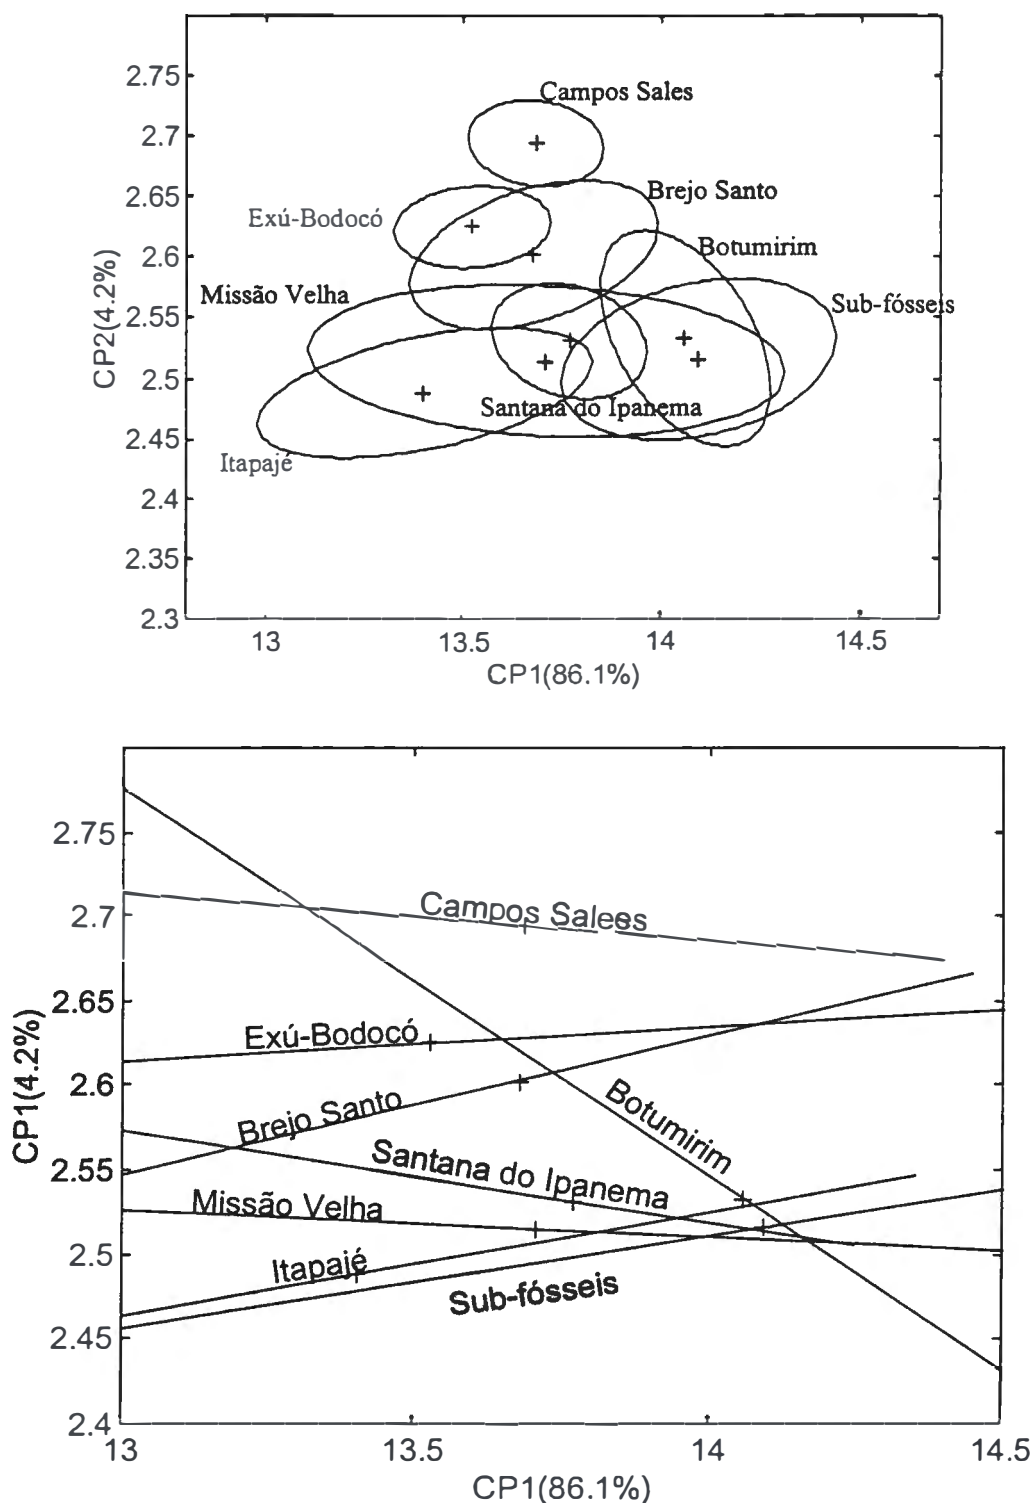 2.75
Campos Sales
2.7
2.65
Brejo Santo
Exú-Bodocó
2.6
Botumirim
CP2(4.2%)
Missão Velha
2.55
Sub-fósseis
2.5
Santana do Ipanema
2.45
Itapajé
2.4
2.35
2.3
13
13.5
14
14.5
CP1(86.1%)
2.75
Campos Salees
2.7
2.65
CP1(4.2%)
Exú-Bodocó
2.6
Brejo Santo
Botumirim
2.55
Santana do Ipanema
Missão Velha
2.5
Itapajé
Sub-fósseis
2.45
2.4
13
13.5
14
14.5
CP1(86.1%)